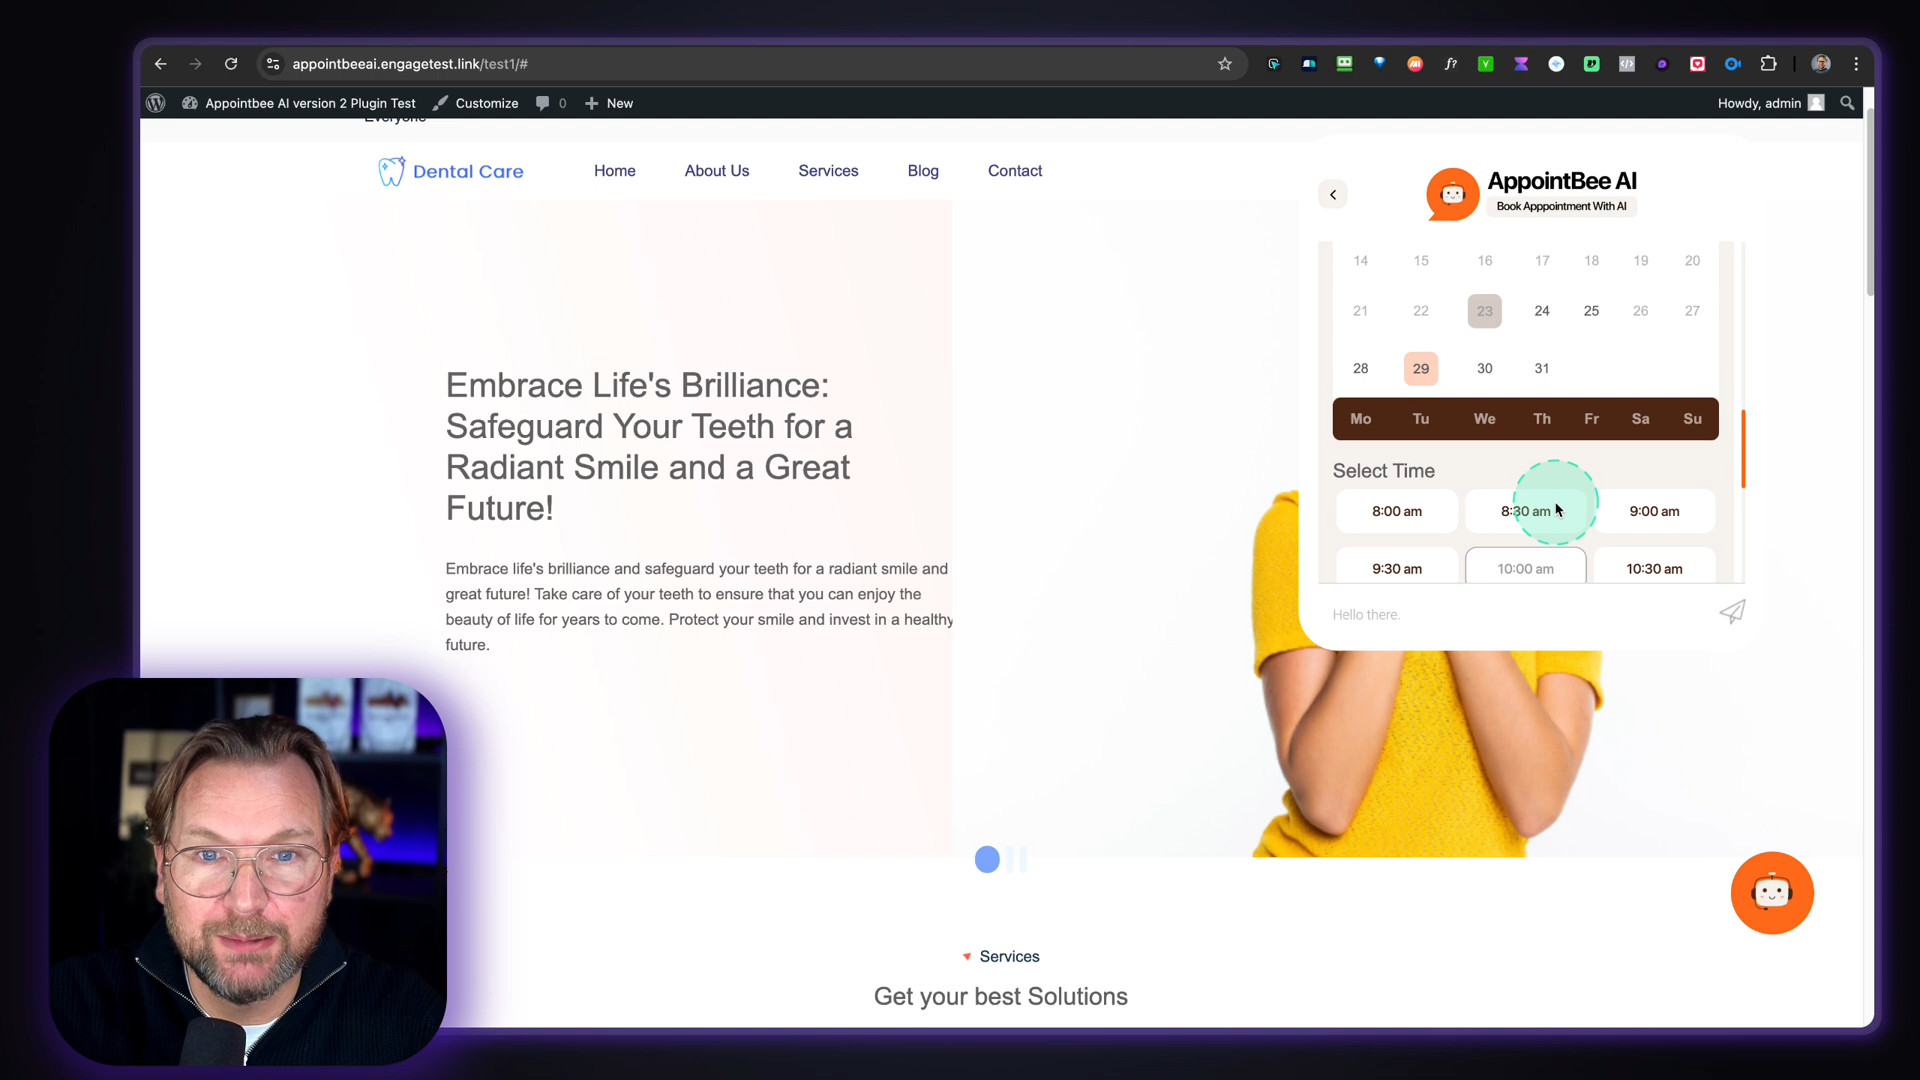 appointbeeai.engagetest.link/test1/#
Appointbee AI version 2 Plugin Test
Customize
0
New
Howdy, admin
Everyone
Dental Care
Home
About Us
Services
Blog
Contact
Embrace Life's Brilliance:
Safeguard Your Teeth for a
Radiant Smile and a Great
Future!
Embrace life's brilliance and safeguard your teeth for a radiant smile and
great future! Take care of your teeth to ensure that you can enjoy the
beauty of life for years to come. Protect your smile and invest in a healthy
future.
AppointBee AI
Book Apppointment With AI
14 15 16 17 18 19 20
21 22 23 24 25 26 27
28 29 30 31
Mo Tu We Th Fr Sa Su
Select Time
8:00 am 8:30 am 9:00 am
9:30 am 10:00 am 10:30 am
Hello there.
Services
Get your best Solutions